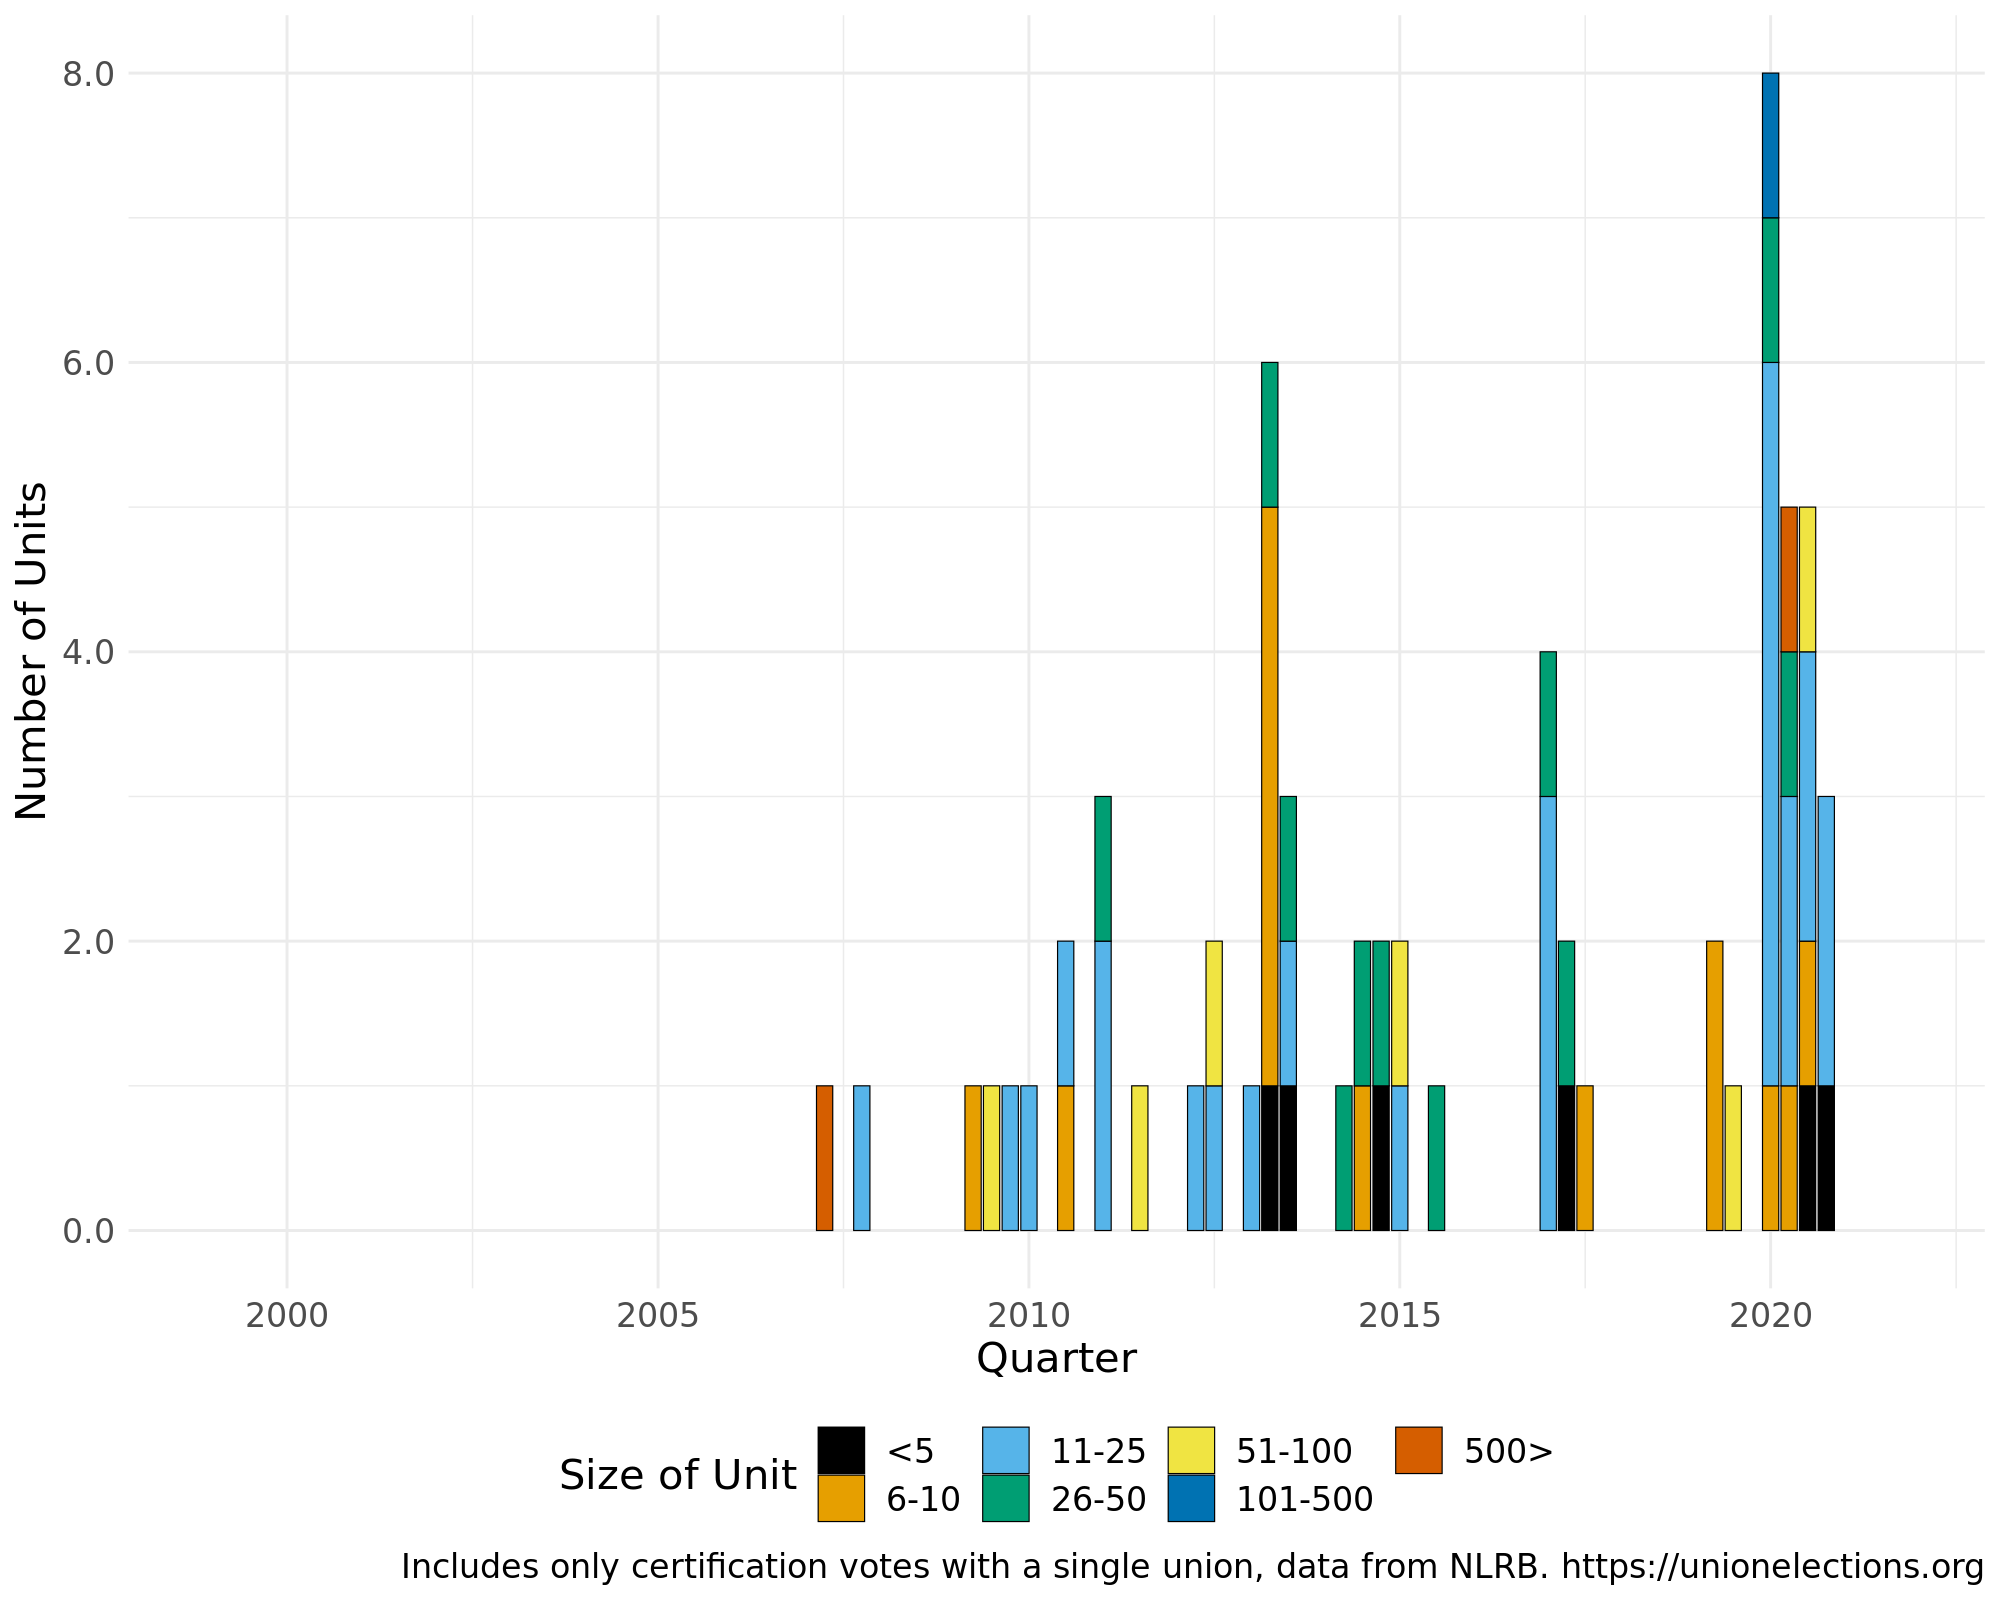 8.0
6.0
4.0
2.0
0.0
Number of Units
2000 2005 2010 2015 2020
Quarter
Size of Unit
<5 11-25 51-100 500>
6-10 26-50 101-500
Includes only certification votes with a single union, data from NLRB. https://unionelections.org